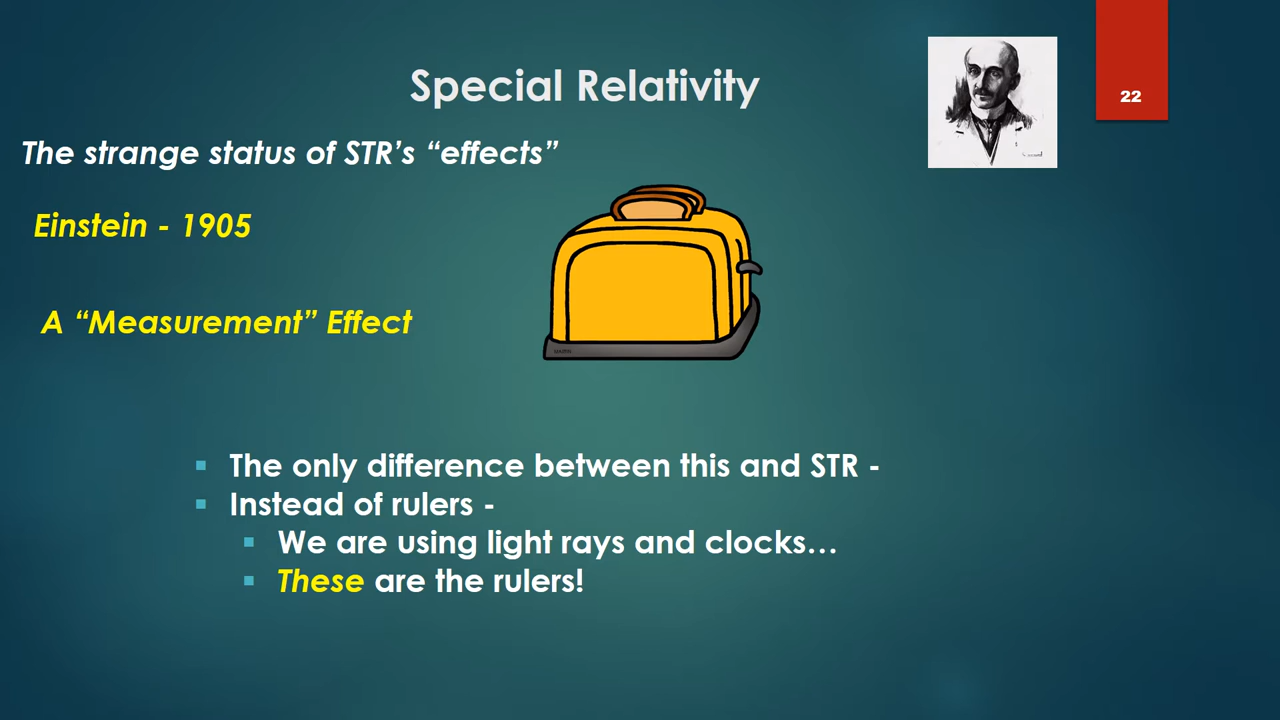 Special Relativity
22
The strange status of STR's “effects”
Einstein - 1905
A “Measurement” Effect
The only difference between this and STR -
Instead of rulers -
We are using light rays and clocks…
These are the rulers!